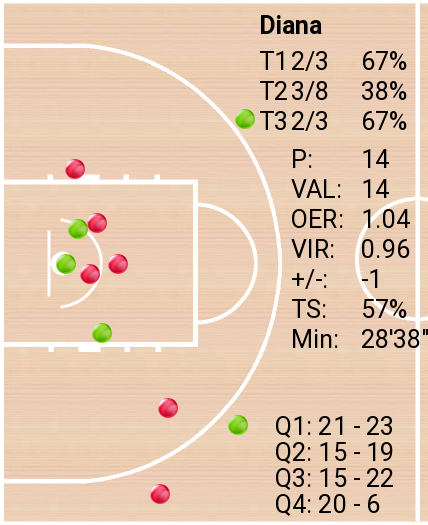 Diana
T1 2/3 67%
T2 3/8 38%
T3 2/3 67%
P: 14
VAL: 14
OER: 1.04
VIR: 0.96
+/-: -1
TS: 57%
Min: 28'38"
Q1: 21 - 23
Q2: 15 - 19
Q3: 15 - 22
Q4: 20 - 6